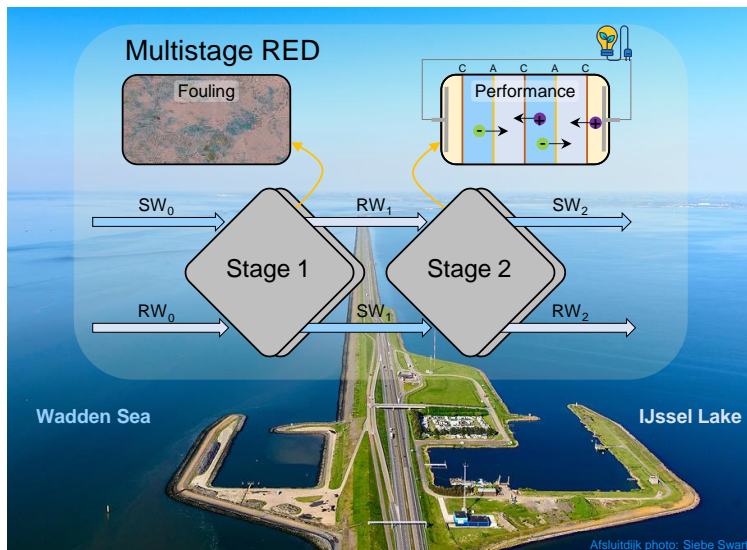 Multistage RED
Fouling
C A C A C
Performance
-
+
-
+
SW0
RW1
SW2
Stage 1
Stage 2
RW0
SW1
RW2
Wadden Sea
IJssel Lake
Afsluitdijk photo: Siebe Swart